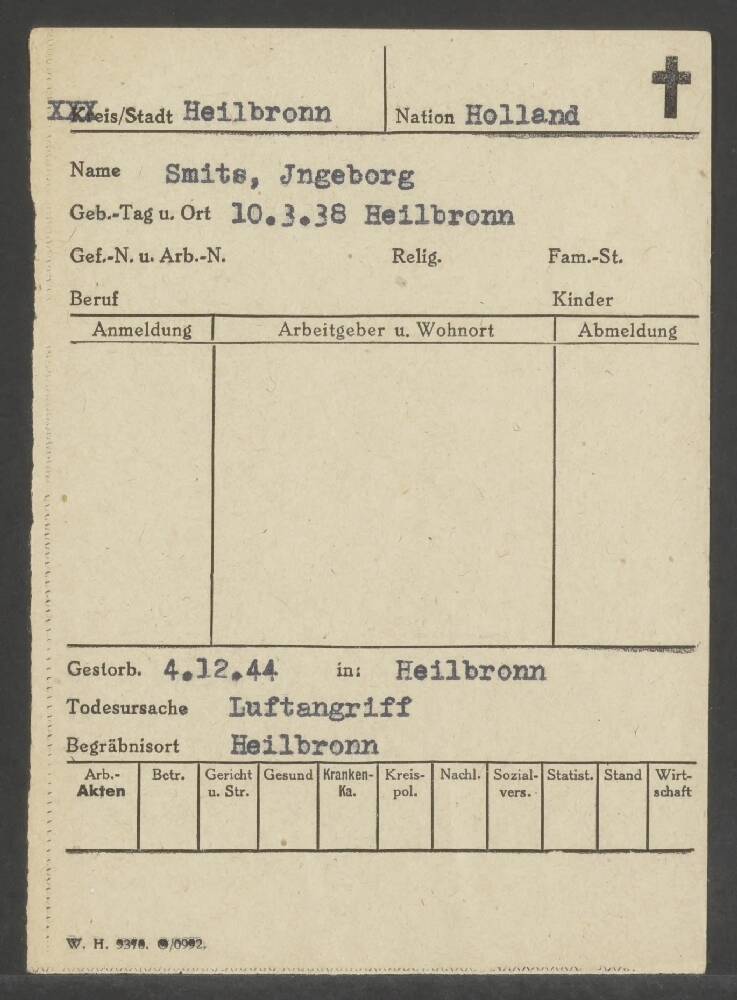 XXX Kreis/Stadt Heilbronn Nation Holland
Name Smits, Jngeborg
Geb.-Tag u. Ort 10.3.38 Heilbronn
Gef.-N. u. Arb.-N. Relig. Fam.-St.
Beruf Kinder
Anmeldung Arbeitgeber u. Wohnort Abmeldung
Gestorb. 4.12.44 in: Heilbronn
Todesursache Luftangriff
Begräbnisort Heilbronn
Arb.- Betr. Gericht Gesund Kranken- Kreis- Nachl. Sozial- Statist. Stand Wirt-
Akten u. Str. Ka. pol. vers. schaft
W. H.